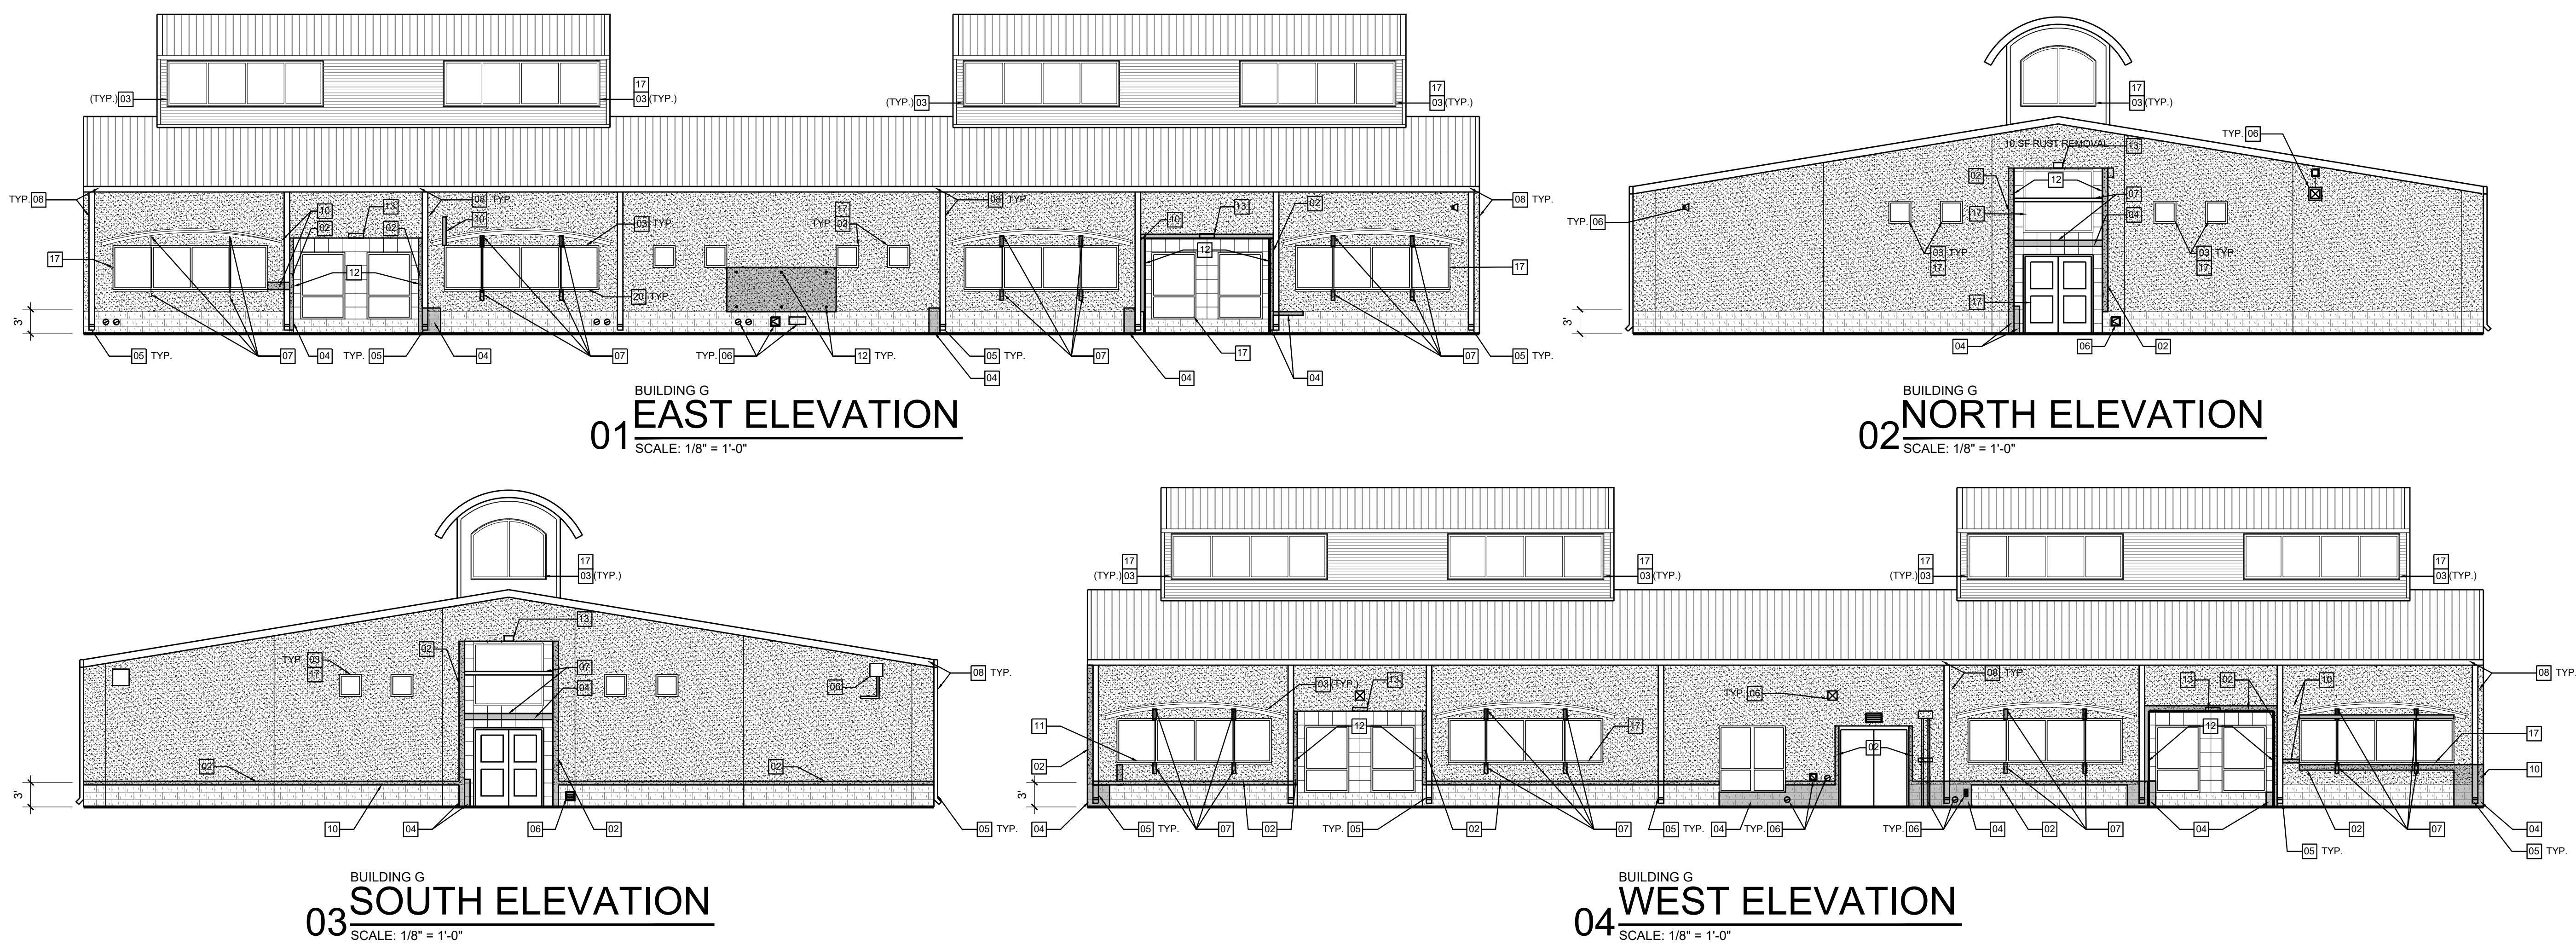 17
(TYP.) 03
03 (TYP.)
17
(TYP.) 03
03 (TYP.)
TYP. 08
10
13
02
02
08 TYP.
10
03 TYP.
17
TYP. 03
08 TYP.
10
13
02
08 TYP.
17
12
20 TYP.
12
17
3'
05 TYP.
07
04
TYP. 05
04
07
TYP. 06
12 TYP.
05 TYP.
07
17
07
05 TYP.
04
04
04
BUILDING G
01 EAST ELEVATION
SCALE: 1/8" = 1'-0"
17
03 (TYP.)
TYP. 06
10 SF RUST REMOVAL
13
02
12
07
17
04
TYP. 06
03 TYP.
17
03 TYP.
17
17
3'
04
06
02
BUILDING G
02 NORTH ELEVATION
SCALE: 1/8" = 1'-0"
17
03 (TYP.)
13
02
TYP. 03
17
07
04
06
08 TYP.
02
02
3'
10
04
06
02
05 TYP.
BUILDING G
03 SOUTH ELEVATION
SCALE: 1/8" = 1'-0"
17
(TYP.) 03
17
03 (TYP.)
17
(TYP.) 03
17
03 (TYP.)
08 TYP.
08 TYP.
03 (TYP.)
13
TYP. 06
13
02
10
11
12
17
02
12
17
02
10
3'
04
05 TYP.
07
02
TYP. 05
02
07
05 TYP.
04
TYP. 06
TYP. 06
04
02
07
04
02
07
04
05 TYP.
05 TYP.
BUILDING G
04 WEST ELEVATION
SCALE: 1/8" = 1'-0"